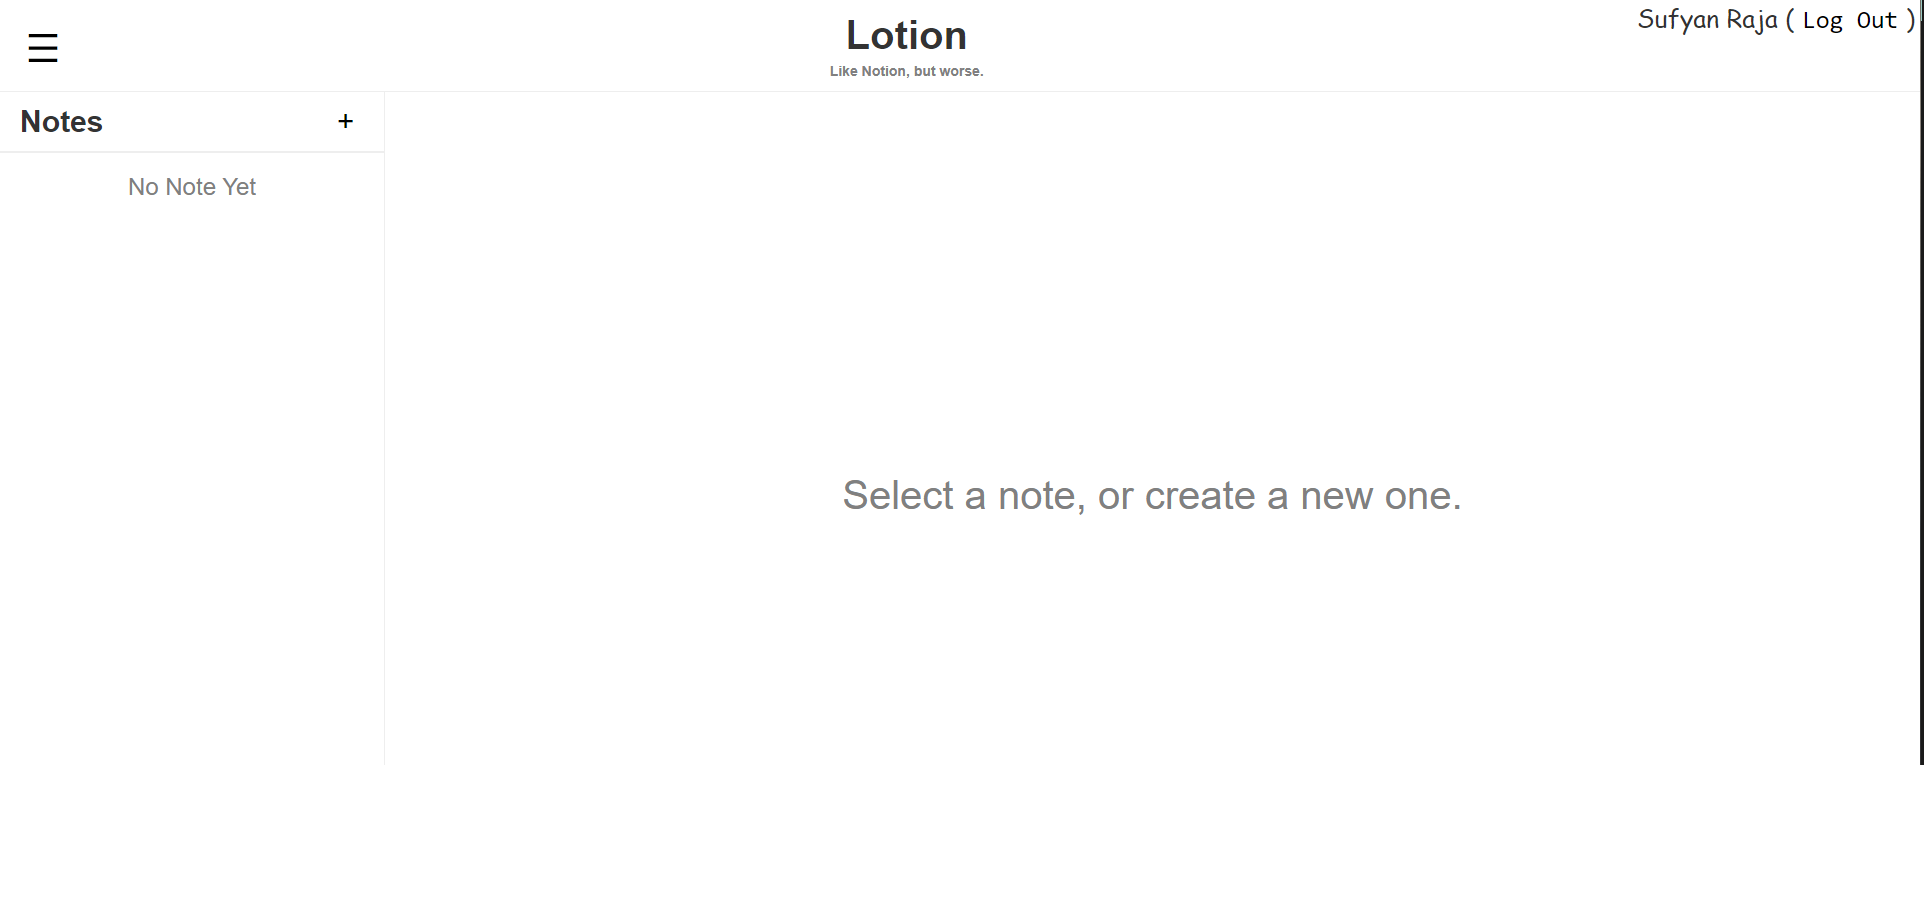 ☰
Lotion
Like Notion, but worse.
Sufyan Raja ( Log Out )
Notes +
No Note Yet
Select a note, or create a new one.